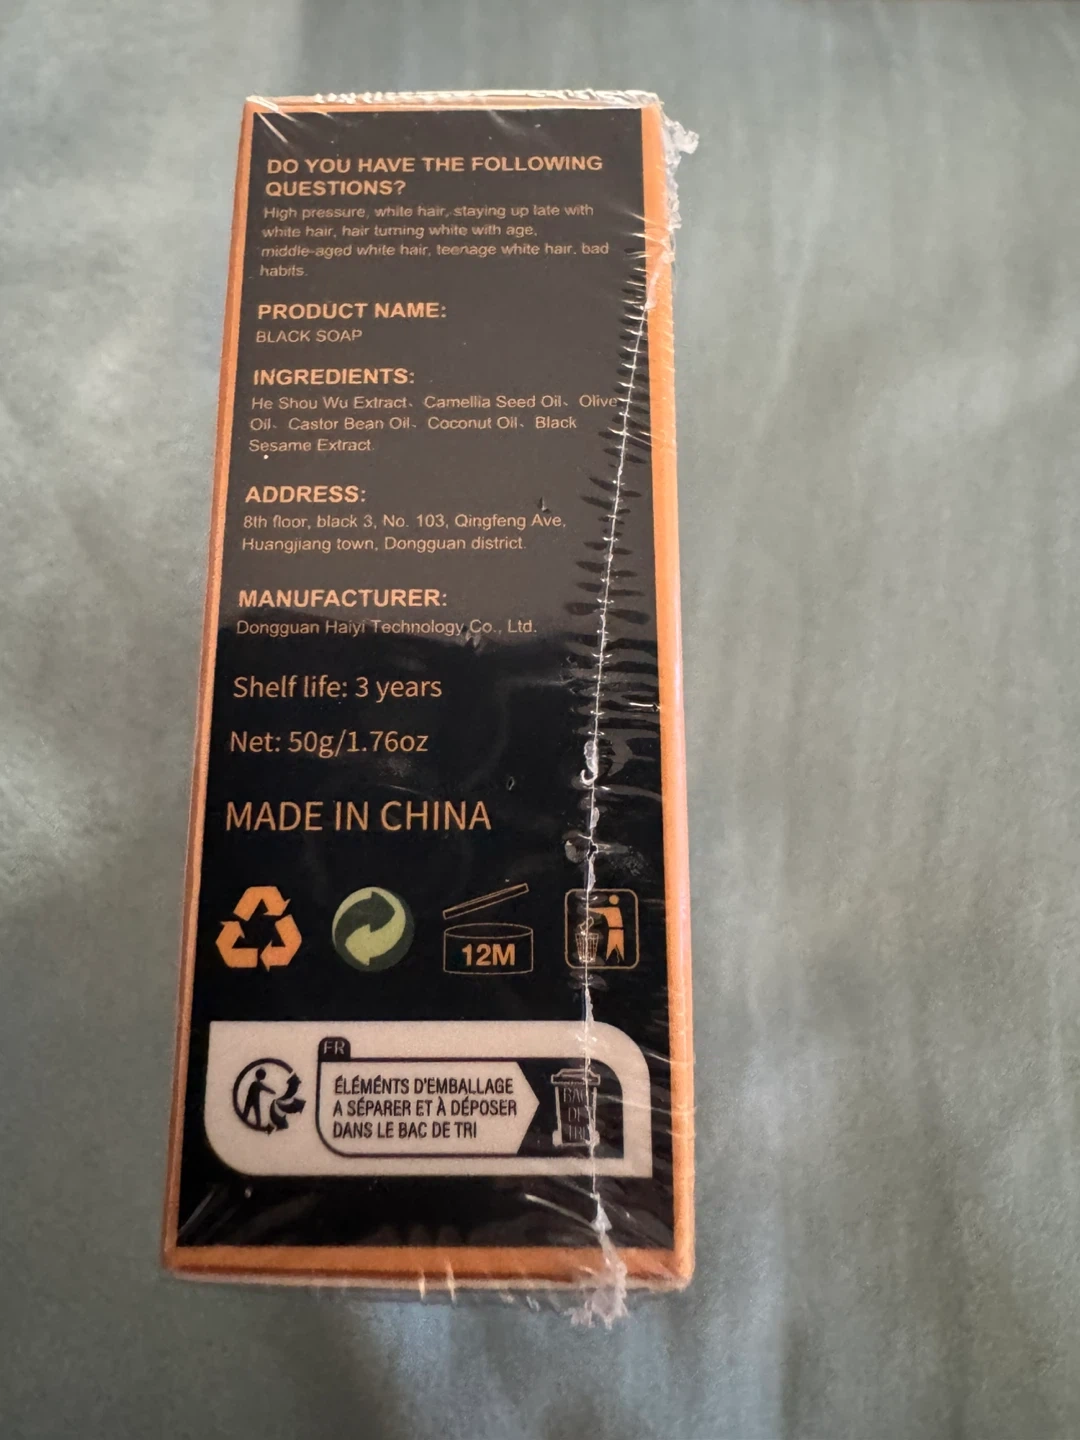 DO YOU HAVE THE FOLLOWING
QUESTIONS?
High pressure, white hair, staying up late with
white hair, hair turning white with age,
middle-aged white hair, teenage white hair, bad
habits.
PRODUCT NAME:
BLACK SOAP
INGREDIENTS:
He Shou Wu Extract、Camellia Seed Oil、Olive
Oil、Castor Bean Oil、Coconut Oil、Black
Sesame Extract.
ADDRESS:
8th floor, black 3, No. 103, Qingfeng Ave,
Huangjiang town, Dongguan district.
MANUFACTURER:
Dongguan Haiyi Technology Co., Ltd.
Shelf life: 3 years
Net: 50g/1.76oz
MADE IN CHINA
12M
FR
ÉLÉMÉNTS D'EMBALLAGE
A SÉPARER ET À DÉPOSER
DANS LE BAC DE TRI
BAC
DE
TRI